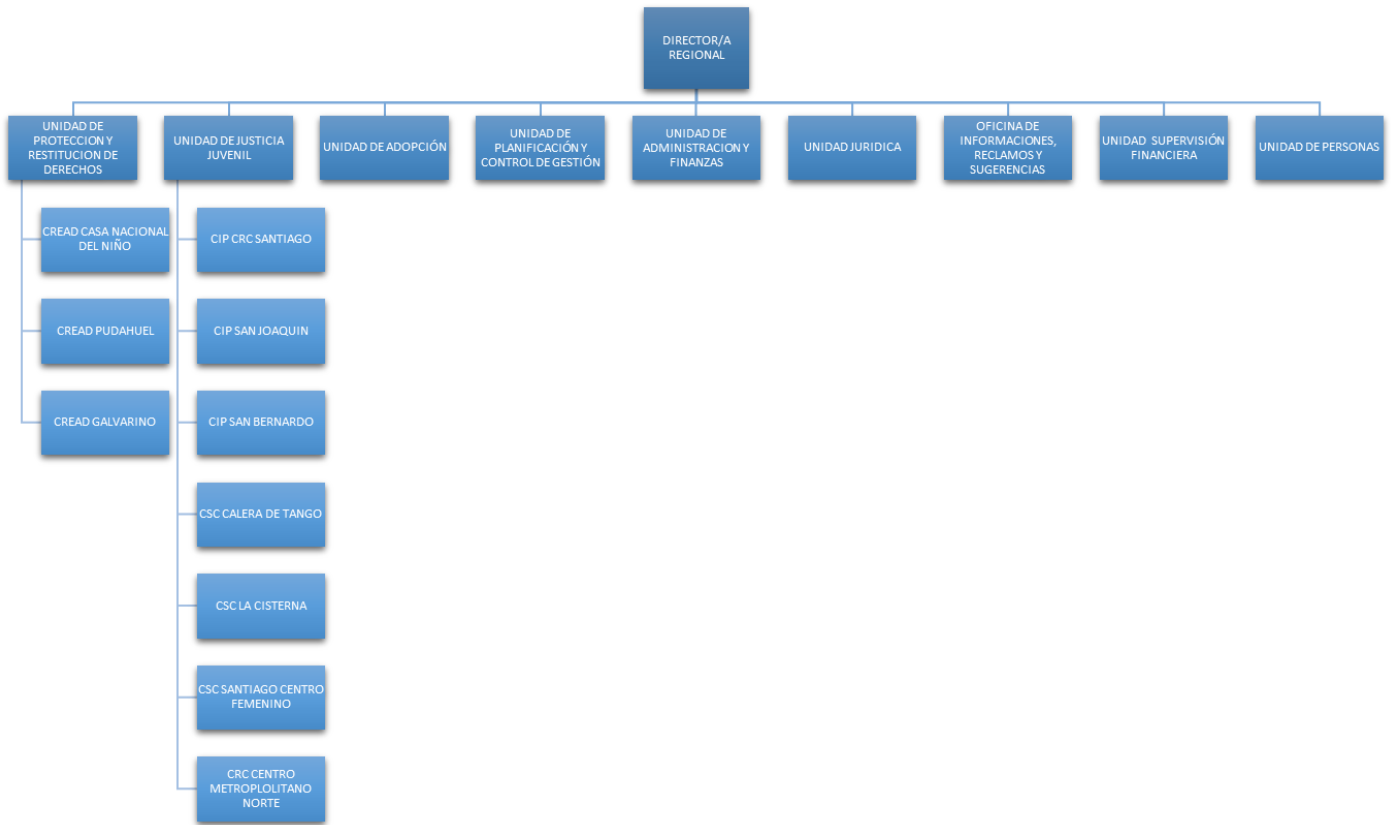 DIRECTOR/A
REGIONAL
UNIDAD DE
PROTECCION Y
RESTITUCION DE
DERECHOS
UNIDAD DE JUSTICIA
JUVENIL
UNIDAD DE ADOPCIÓN
UNIDAD DE
PLANIFICACIÓN Y
CONTROL DE GESTIÓN
UNIDAD DE
ADMINISTRACION Y
FINANZAS
UNIDAD JURIDICA
OFICINA DE
INFORMACIONES,
RECLAMOS Y
SUGERENCIAS
UNIDAD SUPERVISIÓN
FINANCIERA
UNIDAD DE PERSONAS
CREAD CASA NACIONAL
DEL NIÑO
CREAD PUDAHUEL
CREAD GALVARINO
CIP CRC SANTIAGO
CIP SAN JOAQUIN
CIP SAN BERNARDO
CSC CALERA DE TANGO
CSC LA CISTERNA
CSC SANTIAGO CENTRO
FEMENINO
CRC CENTRO
METROPLOLITANO
NORTE